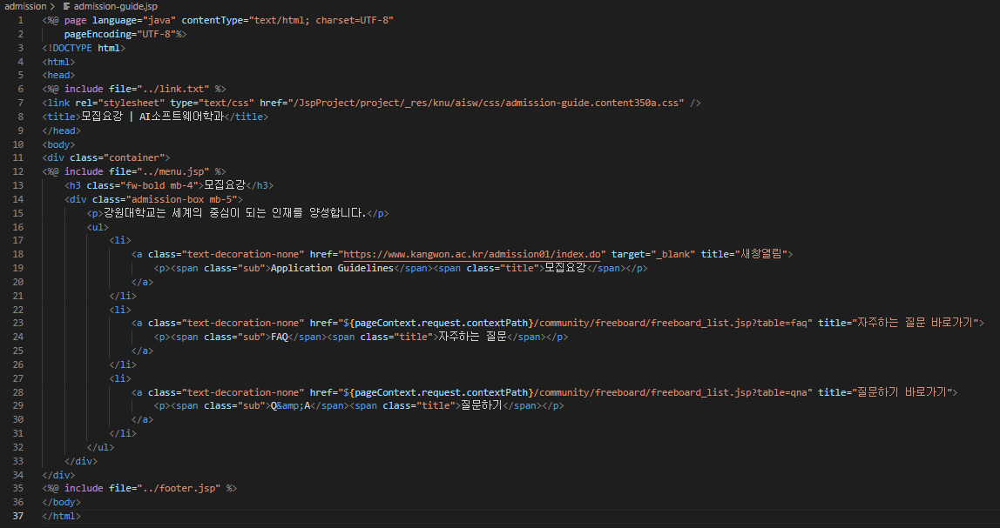 admission > admission-guide.jsp
1 <%@ page language="java" contentType="text/html; charset=UTF-8"
2     pageEncoding="UTF-8"%>
3 <!DOCTYPE html>
4 <html>
5 <head>
6 <%@ include file="../link.txt" %>
7 <link rel="stylesheet" type="text/css" href="/JspProject/project/_res/knu/aisw/css/admission-guide.content350a.css" />
8 <title>모집요강 | AI소프트웨어학과</title>
9 </head>
10 <body>
11 <div class="container">
12 <%@ include file="../menu.jsp" %>
13     <h3 class="fw-bold mb-4">모집요강</h3>
14     <div class="admission-box mb-5">
15         <p>강원대학교는 세계의 중심이 되는 인재를 양성합니다.</p>
16         <ul>
17             <li>
18                 <a class="text-decoration-none" href="https://www.kangwon.ac.kr/admission01/index.do" target="_blank" title="새창열림">
19                     <p><span class="sub">Application Guidelines</span><span class="title">모집요강</span></p>
20                 </a>
21             </li>
22             <li>
23                 <a class="text-decoration-none" href="${pageContext.request.contextPath}/community/freeboard/freeboard_list.jsp?table=faq" title="자주하는 질문 바로가기">
24                     <p><span class="sub">FAQ</span><span class="title">자주하는 질문</span></p>
25                 </a>
26             </li>
27             <li>
28                 <a class="text-decoration-none" href="${pageContext.request.contextPath}/community/freeboard/freeboard_list.jsp?table=qna" title="질문하기 바로가기">
29                     <p><span class="sub">Q&amp;A</span><span class="title">질문하기</span></p>
30                 </a>
31             </li>
32         </ul>
33     </div>
34 </div>
35 <%@ include file="../footer.jsp" %>
36 </body>
37 </html>